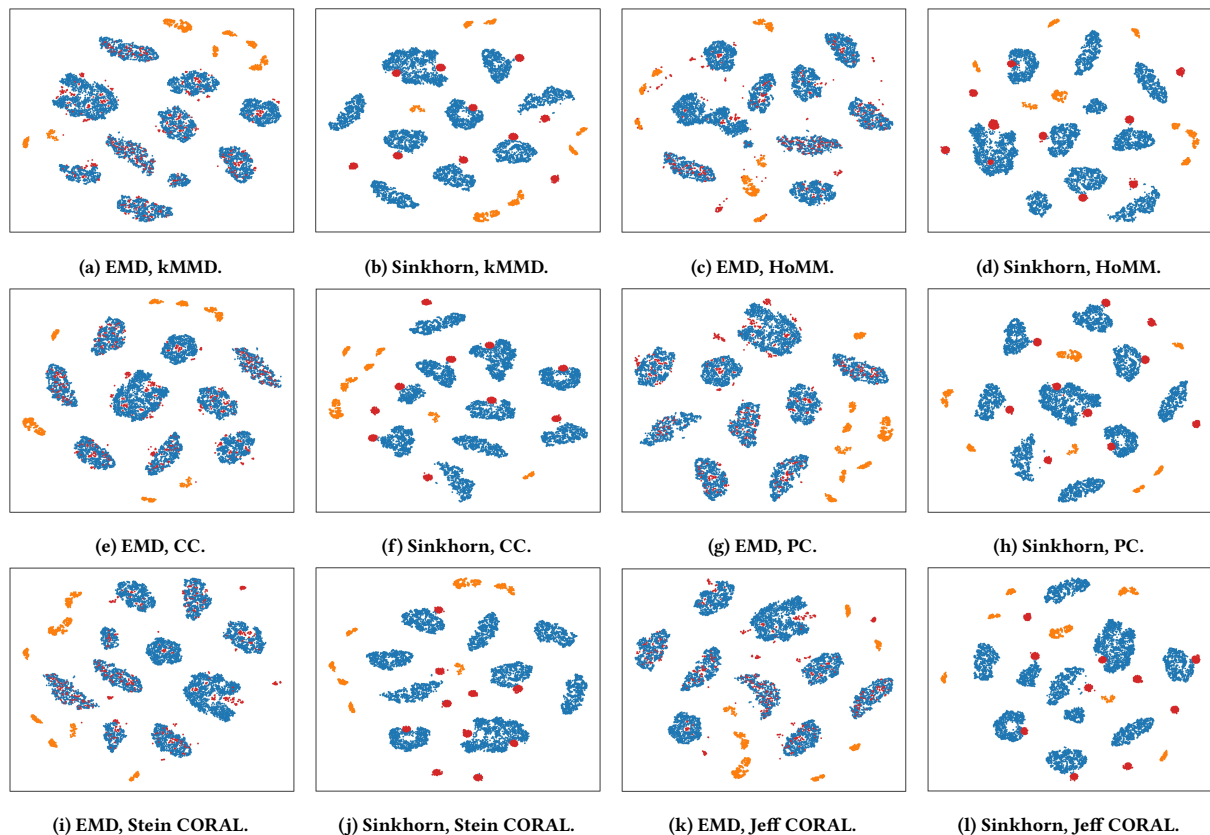 (a) EMD, kMMD.
(b) Sinkhorn, kMMD.
(c) EMD, HoMM.
(d) Sinkhorn, HoMM.
(e) EMD, CC.
(f) Sinkhorn, CC.
(g) EMD, PC.
(h) Sinkhorn, PC.
(i) EMD, Stein CORAL.
(j) Sinkhorn, Stein CORAL.
(k) EMD, Jeff CORAL.
(l) Sinkhorn, Jeff CORAL.